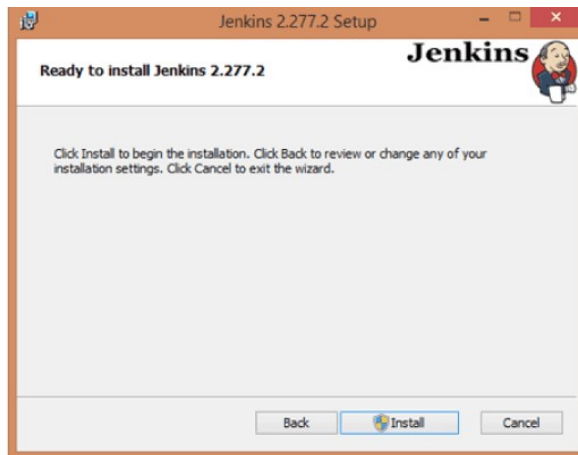 Jenkins 2.277.2 Setup
Jenkins
Ready to install Jenkins 2.277.2
Click Install to begin the installation. Click Back to review or change any of your
installation settings. Click Cancel to exit the wizard.
Back
Install
Cancel